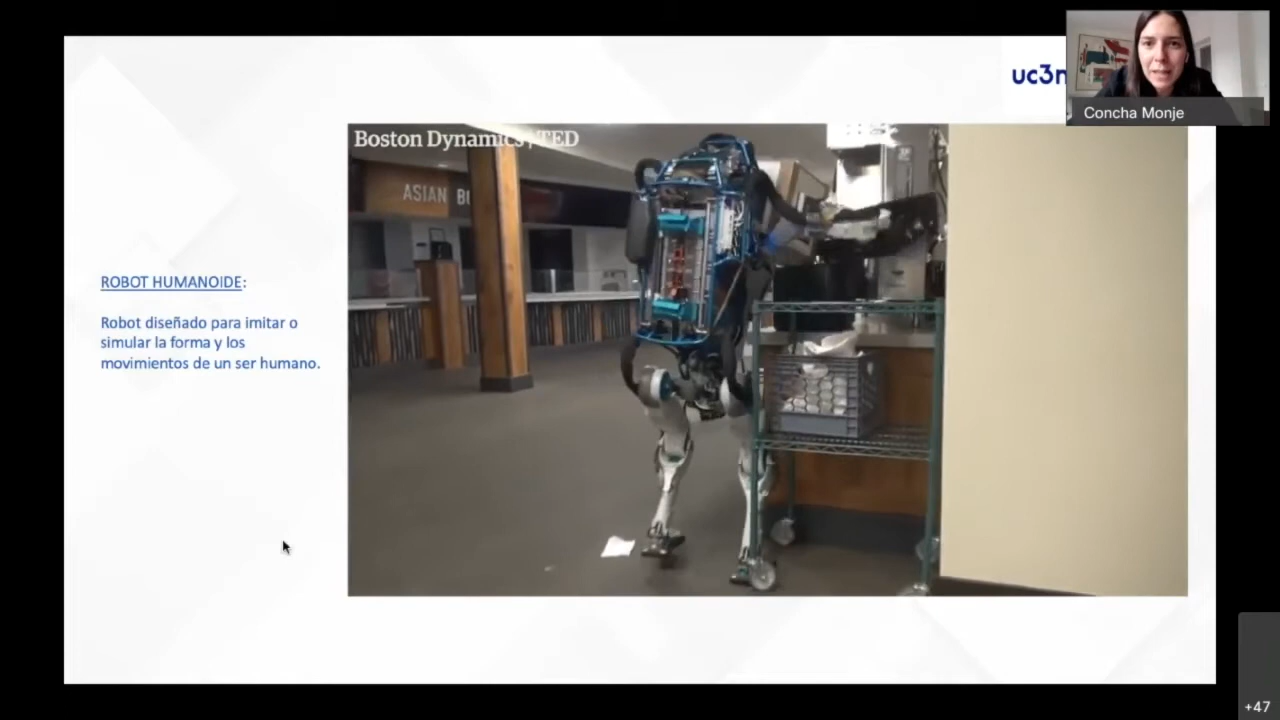 uc3m
Concha Monje
Boston Dynamics / TED
ASIAN
ROBOT HUMANOIDE:
Robot diseñado para imitar o
simular la forma y los
movimientos de un ser humano.
+47